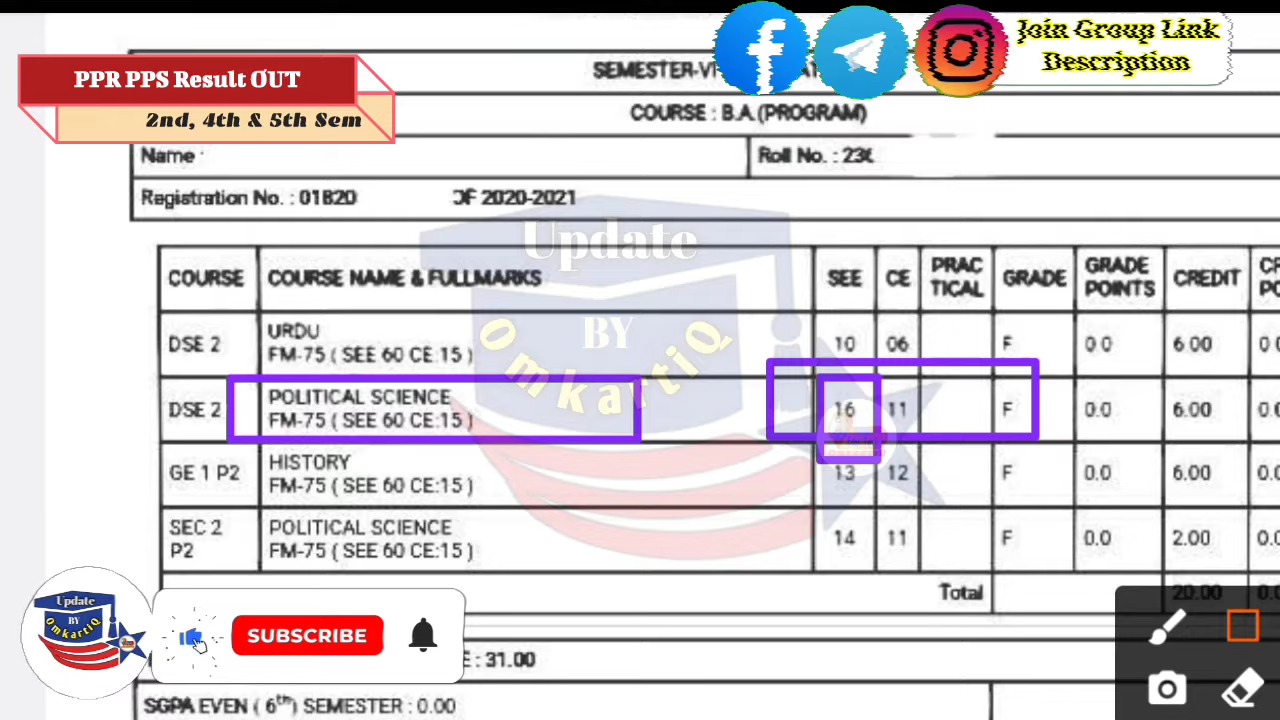 Join Group Link
Description
PPR PPS Result OUT
2nd, 4th & 5th Sem
COURSE : B.A.(PROGRAM)
Name :
Roll No. : 236
Registration No. : 01820 OF 2020-2021
Update
BY
OmkartiQ
COURSE COURSE NAME & FULLMARKS SEE CE PRAC TICAL GRADE GRADE POINTS CREDIT
DSE 2 URDU 10 06 F 0 0 6 00
FM-75 ( SEE 60 CE:15 )
DSE 2 POLITICAL SCIENCE 16 11 F 0.0 6.00
FM-75 ( SEE 60 CE:15 )
GE 1 P2 HISTORY 13 12 F 0.0 6.00
FM-75 ( SEE 60 CE:15 )
SEC 2 P2 POLITICAL SCIENCE 14 11 F 0.0 2.00
FM-75 ( SEE 60 CE:15 )
Total 20.00
Update
BY
OmkartiQ
SUBSCRIBE
: 31.00
SGPA EVEN ( 6th) SEMESTER : 0.00